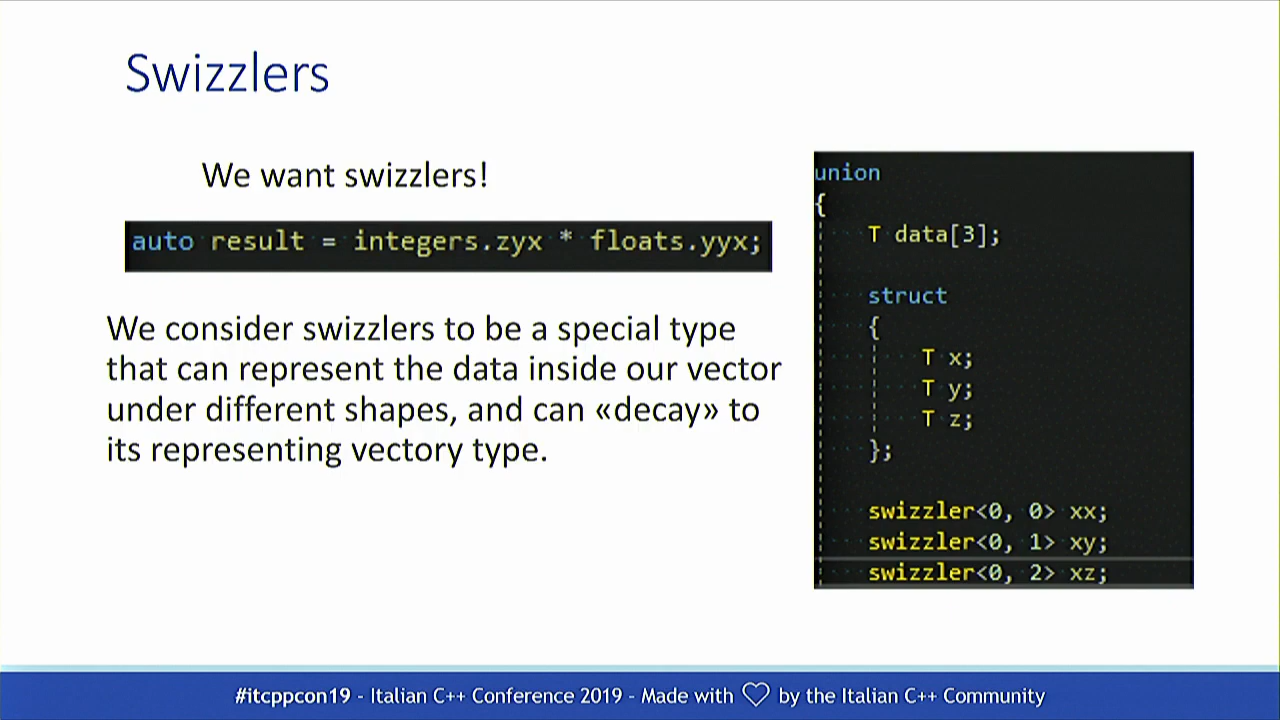 Swizzlers
We want swizzlers!
auto result = integers.zyx * floats.yyx;
We consider swizzlers to be a special type
that can represent the data inside our vector
under different shapes, and can «decay» to
its representing vectory type.
union
{
T data[3];
struct
{
T x;
T y;
T z;
};
swizzler<0, 0> xx;
swizzler<0, 1> xy;
swizzler<0, 2> xz;
#itcppcon19 - Italian C++ Conference 2019 - Made with ♡ by the Italian C++ Community